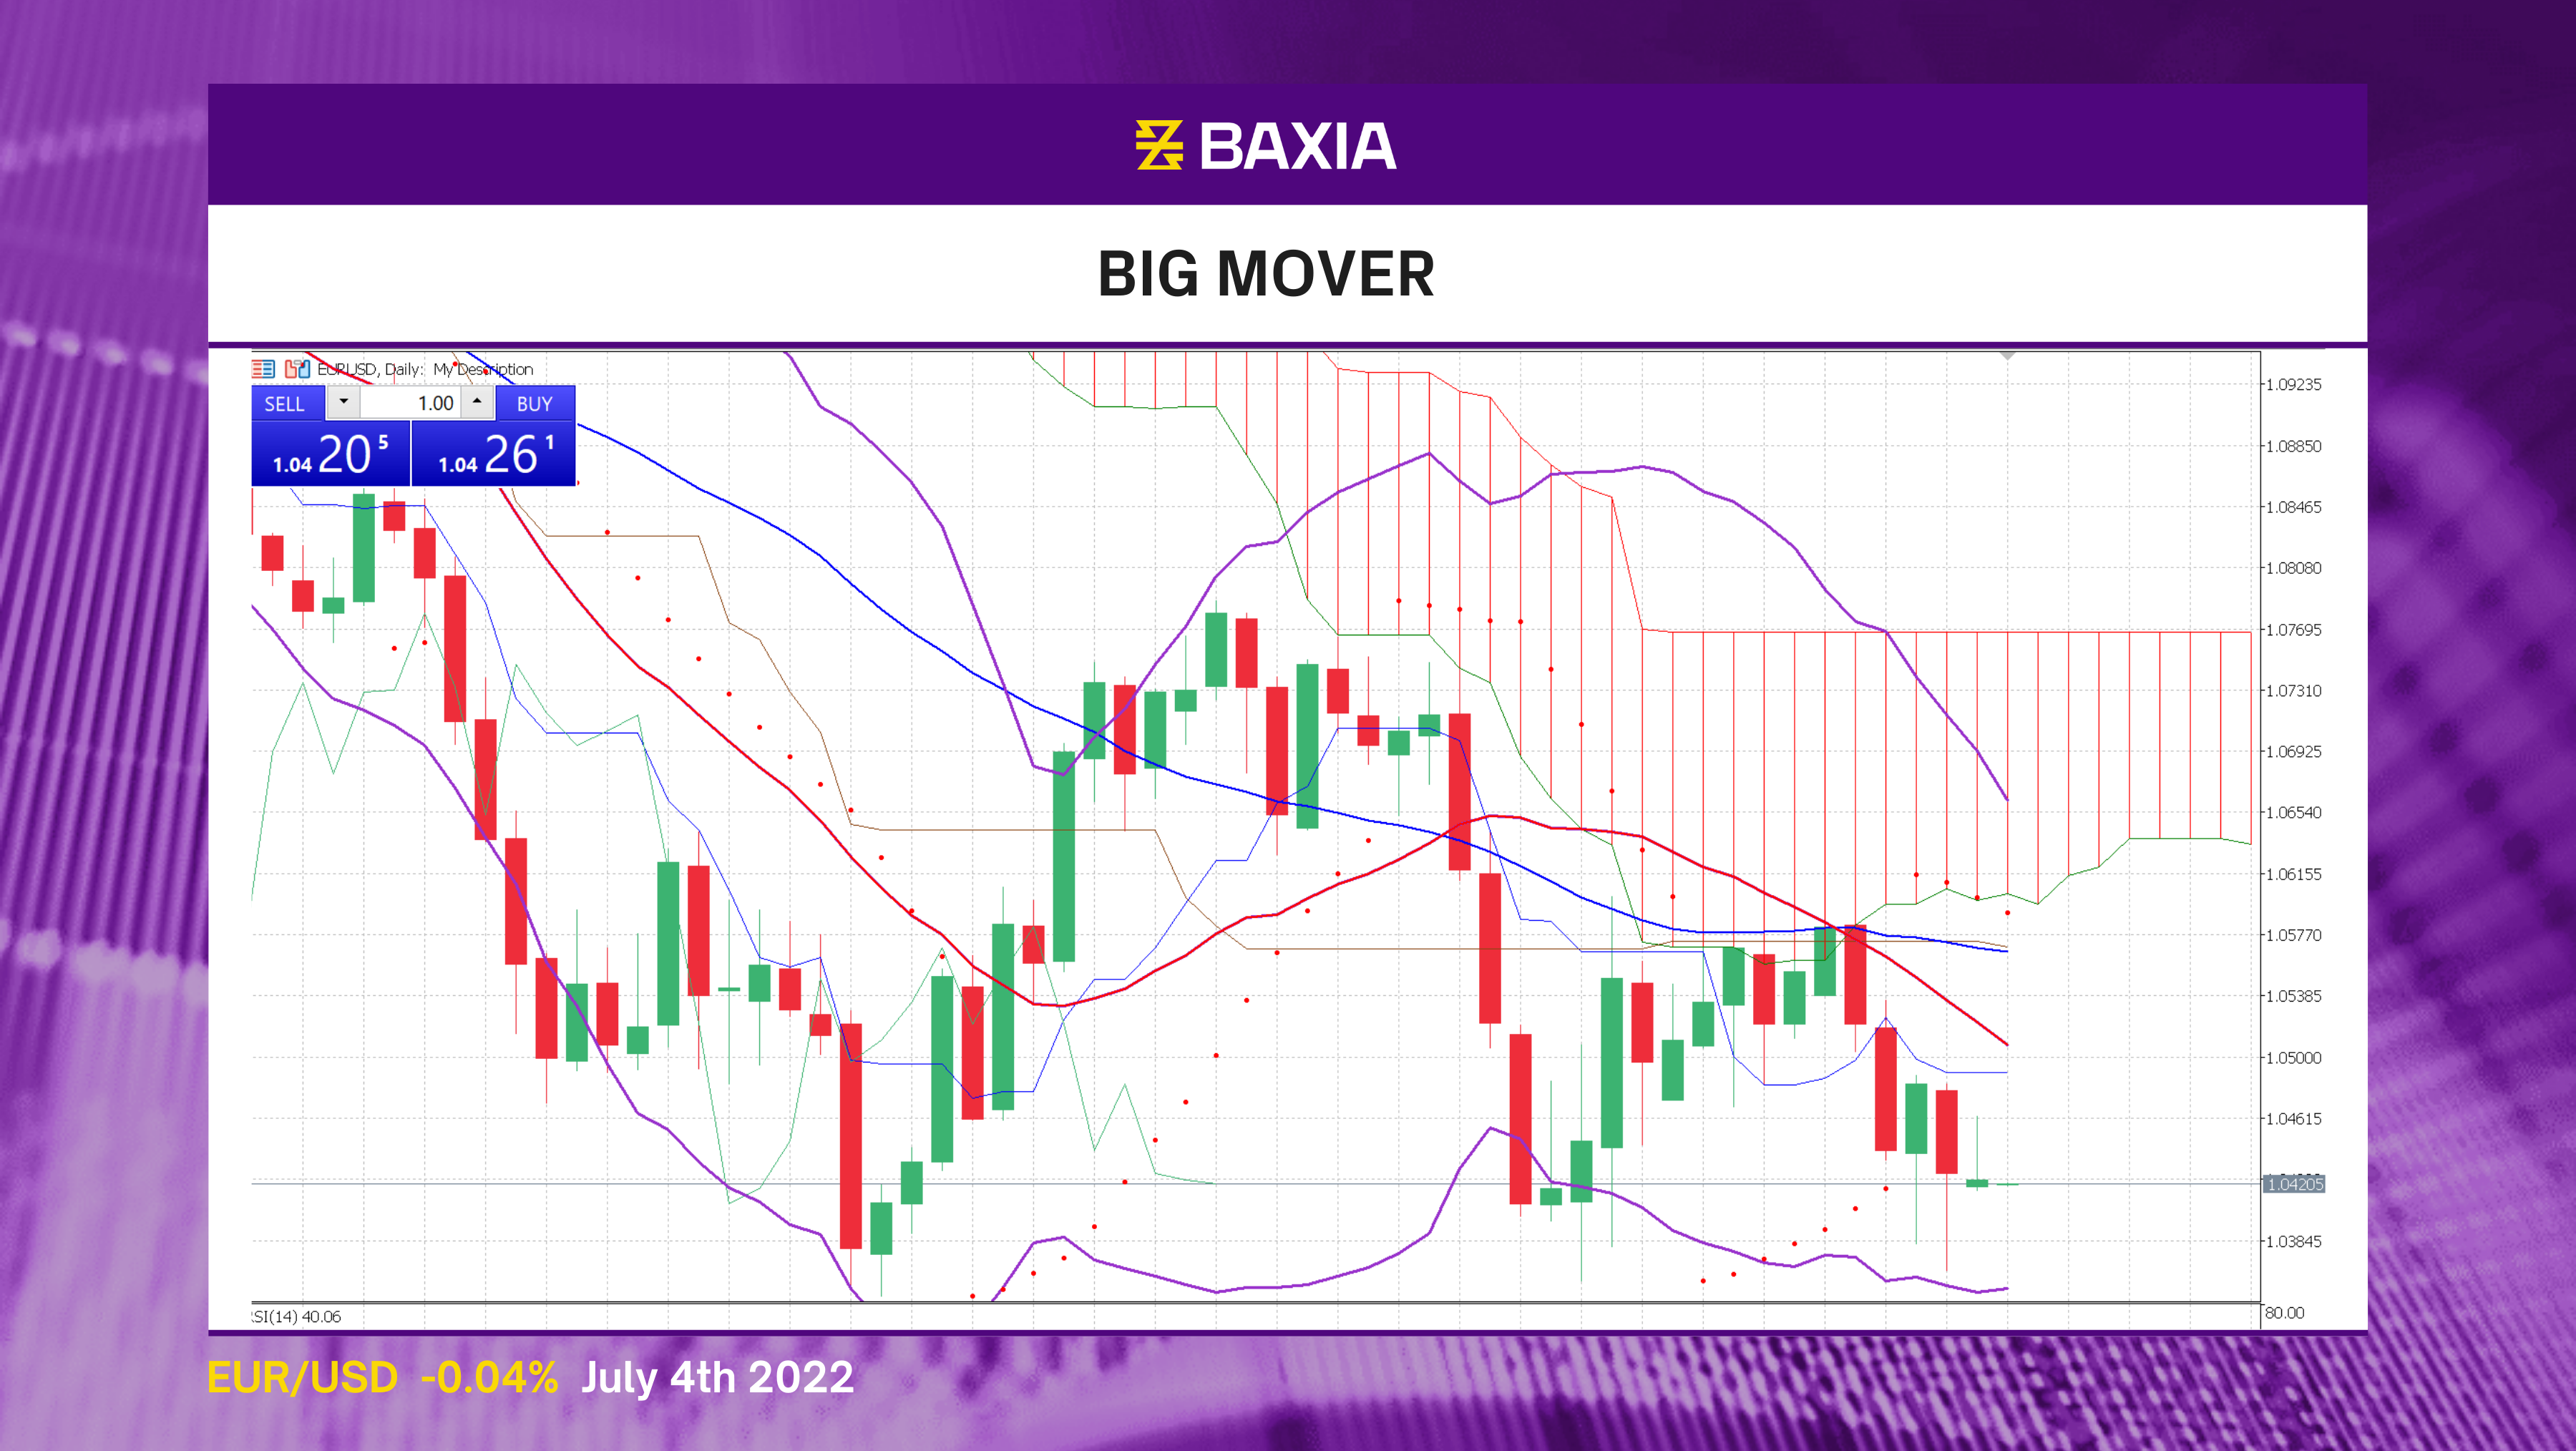 BAXIA
BIG MOVER
EURUSD, Daily: My Description
SELL 1.00 BUY
1.04 20 5 1.04 26 1
1.09235
1.08850
1.08465
1.08080
1.07695
1.07310
1.06925
1.06540
1.06155
1.05770
1.05385
1.05000
1.04615
1.04205
1.03845
SI(14) 40.06
80.00
EUR/USD -0.04% July 4th 2022